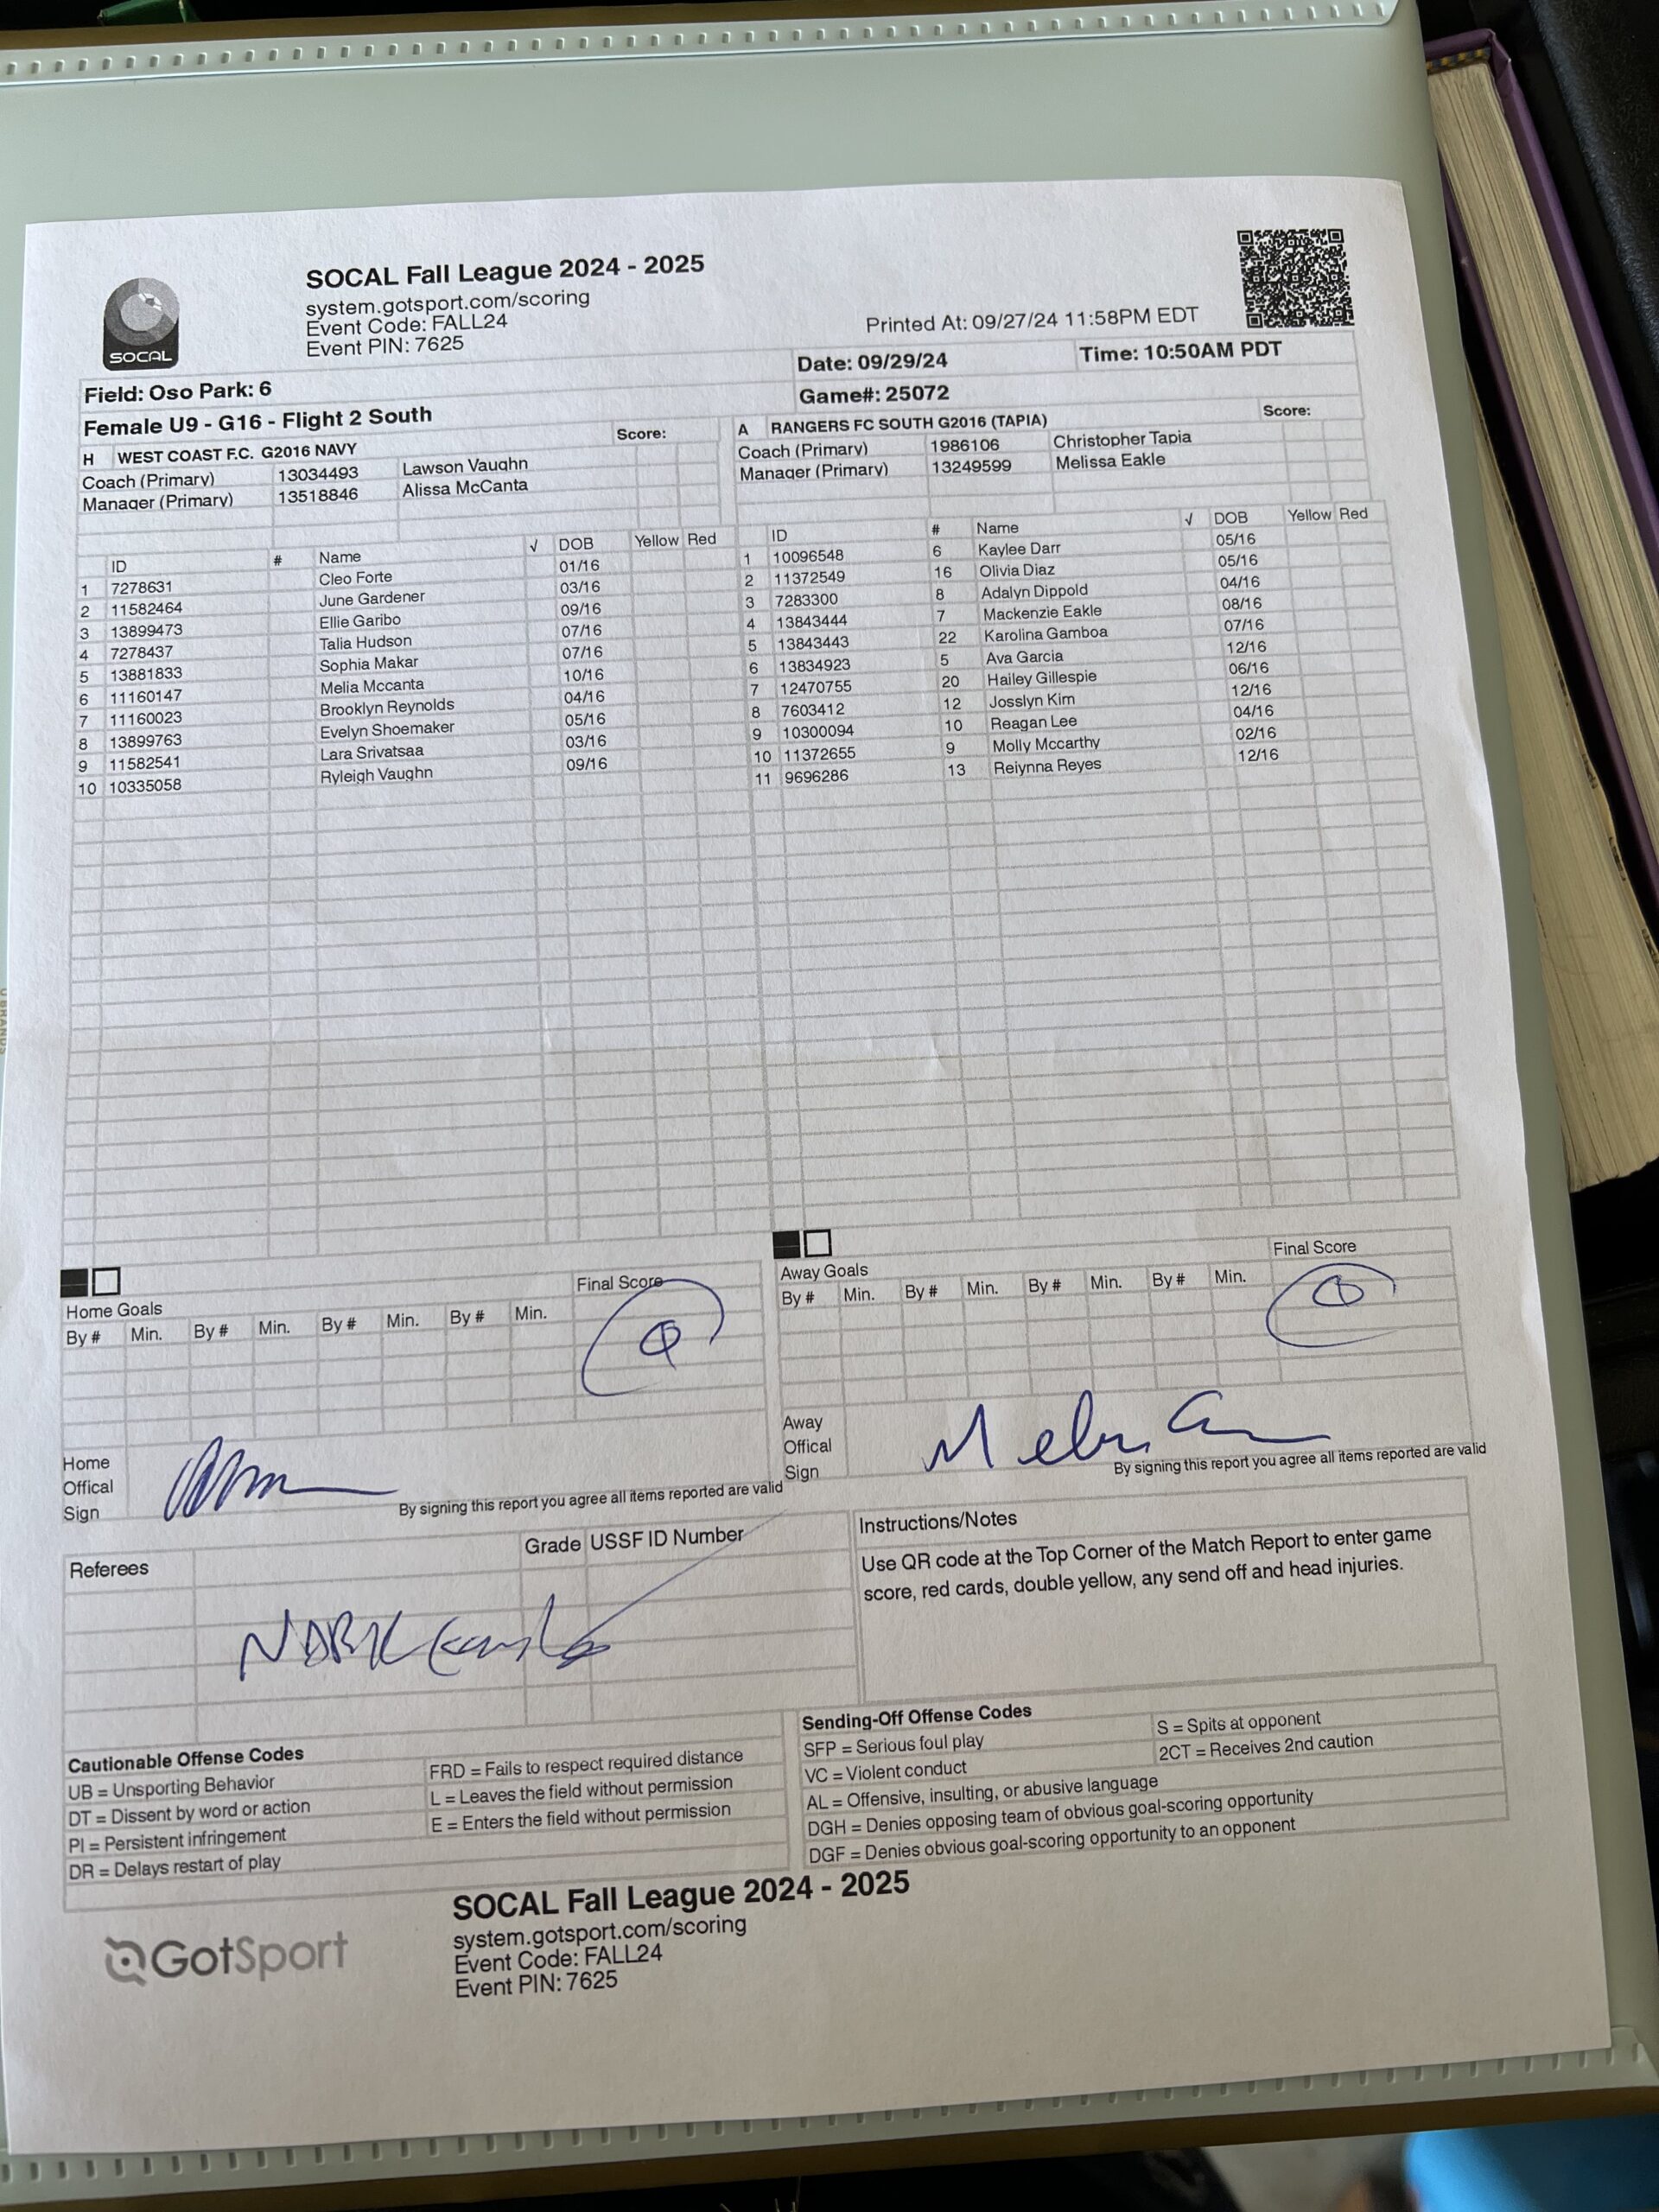 SOCAL
SOCAL Fall League 2024 - 2025
system.gotsport.com/scoring
Event Code: FALL24
Event PIN: 7625
Printed At: 09/27/24 11:58PM EDT
Field: Oso Park: 6
Date: 09/29/24 Time: 10:50AM PDT
Female U9 - G16 - Flight 2 South
Game#: 25072
H WEST COAST F.C. G2016 NAVY Score:
Coach (Primary) 13034493 Lawson Vaughn
Manager (Primary) 13518846 Alissa McCanta
A RANGERS FC SOUTH G2016 (TAPIA) Score:
Coach (Primary) 1986106 Christopher Tapia
Manager (Primary) 13249599 Melissa Eakle
ID # Name √ DOB Yellow Red
1 7278631 Cleo Forte 01/16
2 11582464 June Gardener 03/16
3 13899473 Ellie Garibo 09/16
4 7278437 Talia Hudson 07/16
5 13881833 Sophia Makar 07/16
6 11160147 Melia Mccanta 10/16
7 11160023 Brooklyn Reynolds 04/16
8 13899763 Evelyn Shoemaker 05/16
9 11582541 Lara Srivatsaa 03/16
10 10335058 Ryleigh Vaughn 09/16
ID # Name √ DOB Yellow Red
1 10096548 6 Kaylee Darr 05/16
2 11372549 16 Olivia Diaz 05/16
3 7283300 8 Adalyn Dippold 04/16
4 13843444 7 Mackenzie Eakle 08/16
5 13843443 22 Karolina Gamboa 07/16
6 13834923 5 Ava Garcia 12/16
7 12470755 20 Hailey Gillespie 06/16
8 7603412 12 Josslyn Kim 12/16
9 10300094 10 Reagan Lee 04/16
10 11372655 9 Molly Mccarthy 02/16
11 9696286 13 Reiynna Reyes 12/16
Home Goals Final Score
By # Min. By # Min. By # Min. By # Min.
Home
Offical
Sign
By signing this report you agree all items reported are valid
Away Goals Final Score
By # Min. By # Min. By # Min. By # Min.
Away
Offical
Sign
By signing this report you agree all items reported are valid
Referees Grade USSF ID Number
Instructions/Notes
Use QR code at the Top Corner of the Match Report to enter game
score, red cards, double yellow, any send off and head injuries.
Cautionable Offense Codes
UB = Unsporting Behavior
DT = Dissent by word or action
PI = Persistent infringement
DR = Delays restart of play
FRD = Fails to respect required distance
L = Leaves the field without permission
E = Enters the field without permission
Sending-Off Offense Codes
SFP = Serious foul play
VC = Violent conduct
AL = Offensive, insulting, or abusive language
DGH = Denies opposing team of obvious goal-scoring opportunity
DGF = Denies obvious goal-scoring opportunity to an opponent
S = Spits at opponent
2CT = Receives 2nd caution
GotSport
SOCAL Fall League 2024 - 2025
system.gotsport.com/scoring
Event Code: FALL24
Event PIN: 7625